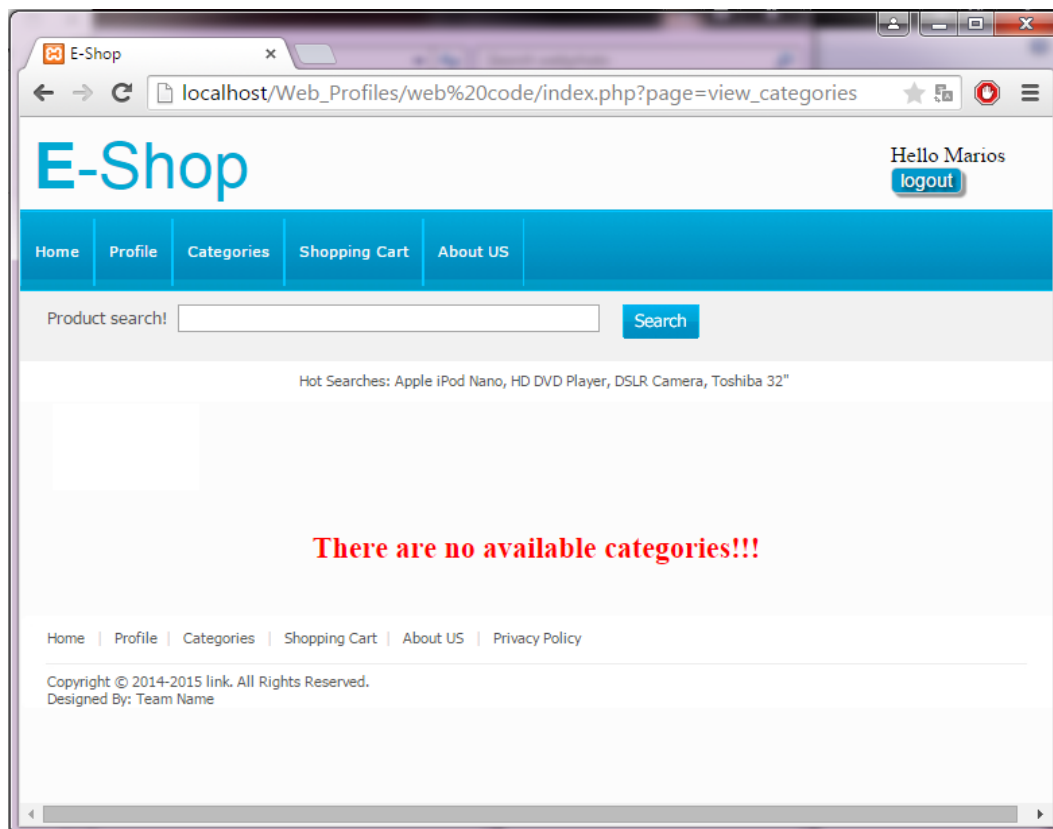 E-Shop
localhost/Web_Profiles/web%20code/index.php?page=view_categories
E-Shop
Hello Marios
logout
Home Profile Categories Shopping Cart About US
Product search! Search
Hot Searches: Apple iPod Nano, HD DVD Player, DSLR Camera, Toshiba 32"
There are no available categories!!!
Home | Profile | Categories | Shopping Cart | About US | Privacy Policy
Copyright © 2014-2015 link. All Rights Reserved.
Designed By: Team Name